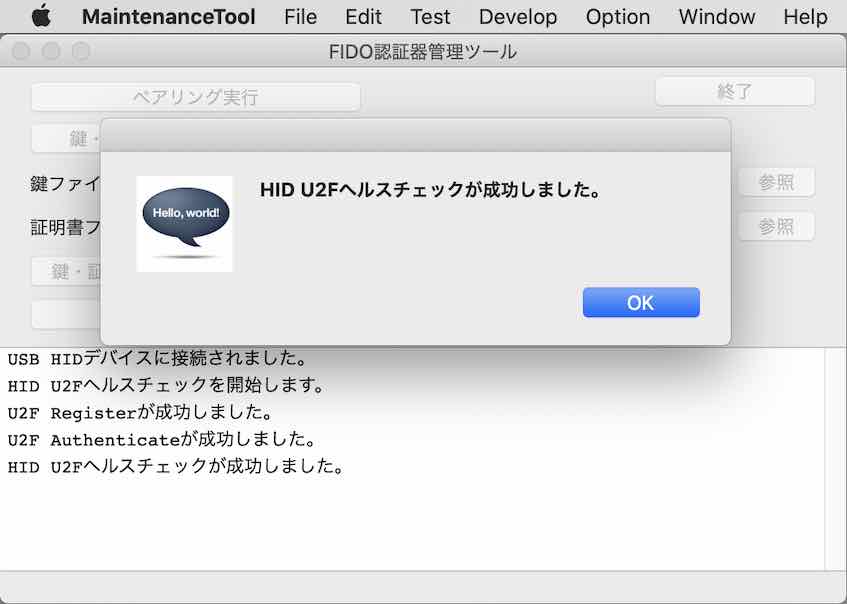 MaintenanceTool File Edit Test Develop Option Window Help
FIDO認証器管理ツール
ペアリング実行
終了
鍵・
HID U2Fヘルスチェックが成功しました。
Hello, world!
鍵ファイ
参照
証明書フ
参照
鍵・証
OK
USB HIDデバイスに接続されました。
HID U2Fヘルスチェックを開始します。
U2F Registerが成功しました。
U2F Authenticateが成功しました。
HID U2Fヘルスチェックが成功しました。